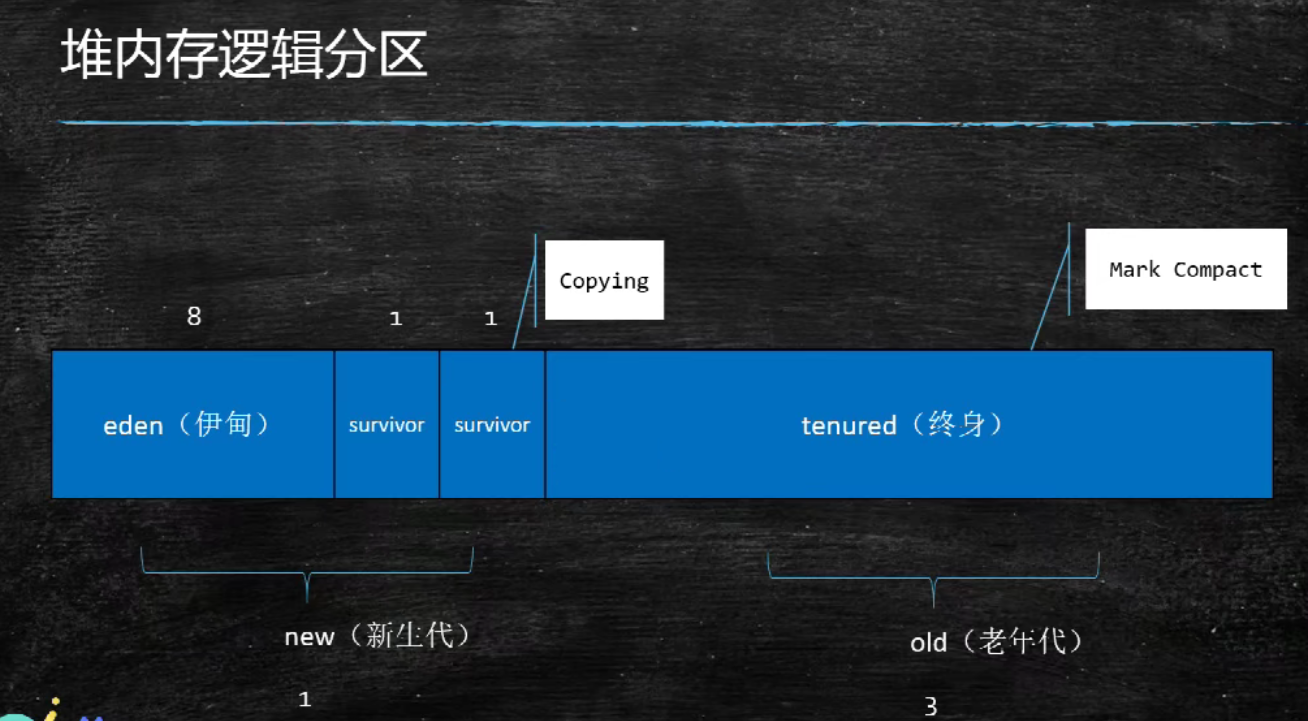 堆内存逻辑分区
Copying
Mark Compact
8
1
1
eden（伊甸）
survivor
survivor
tenured（终身）
new（新生代）
old（老年代）
1
3